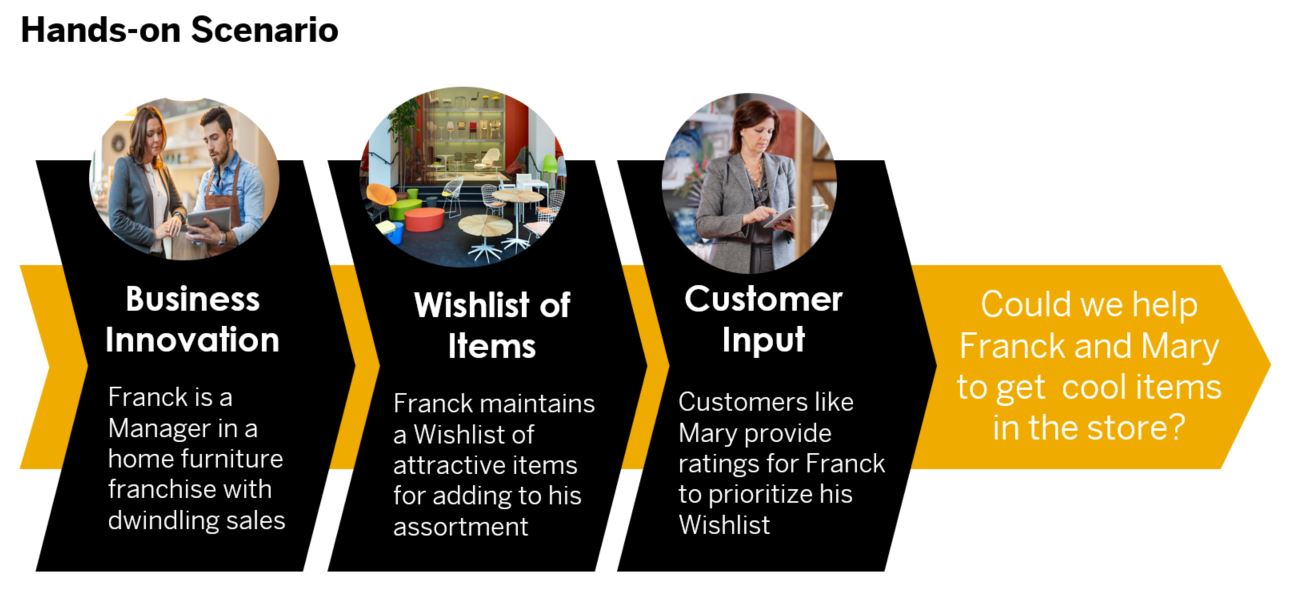 Hands-on Scenario
Business
Innovation
Franck is a
Manager in a
home furniture
franchise with
dwindling sales
Wishlist of
Items
Franck maintains
a Wishlist of
attractive items
for adding to his
assortment
Customer
Input
Customers like
Mary provide
ratings for Franck
to prioritize his
Wishlist
Could we help
Franck and Mary
to get  cool items
in the store?